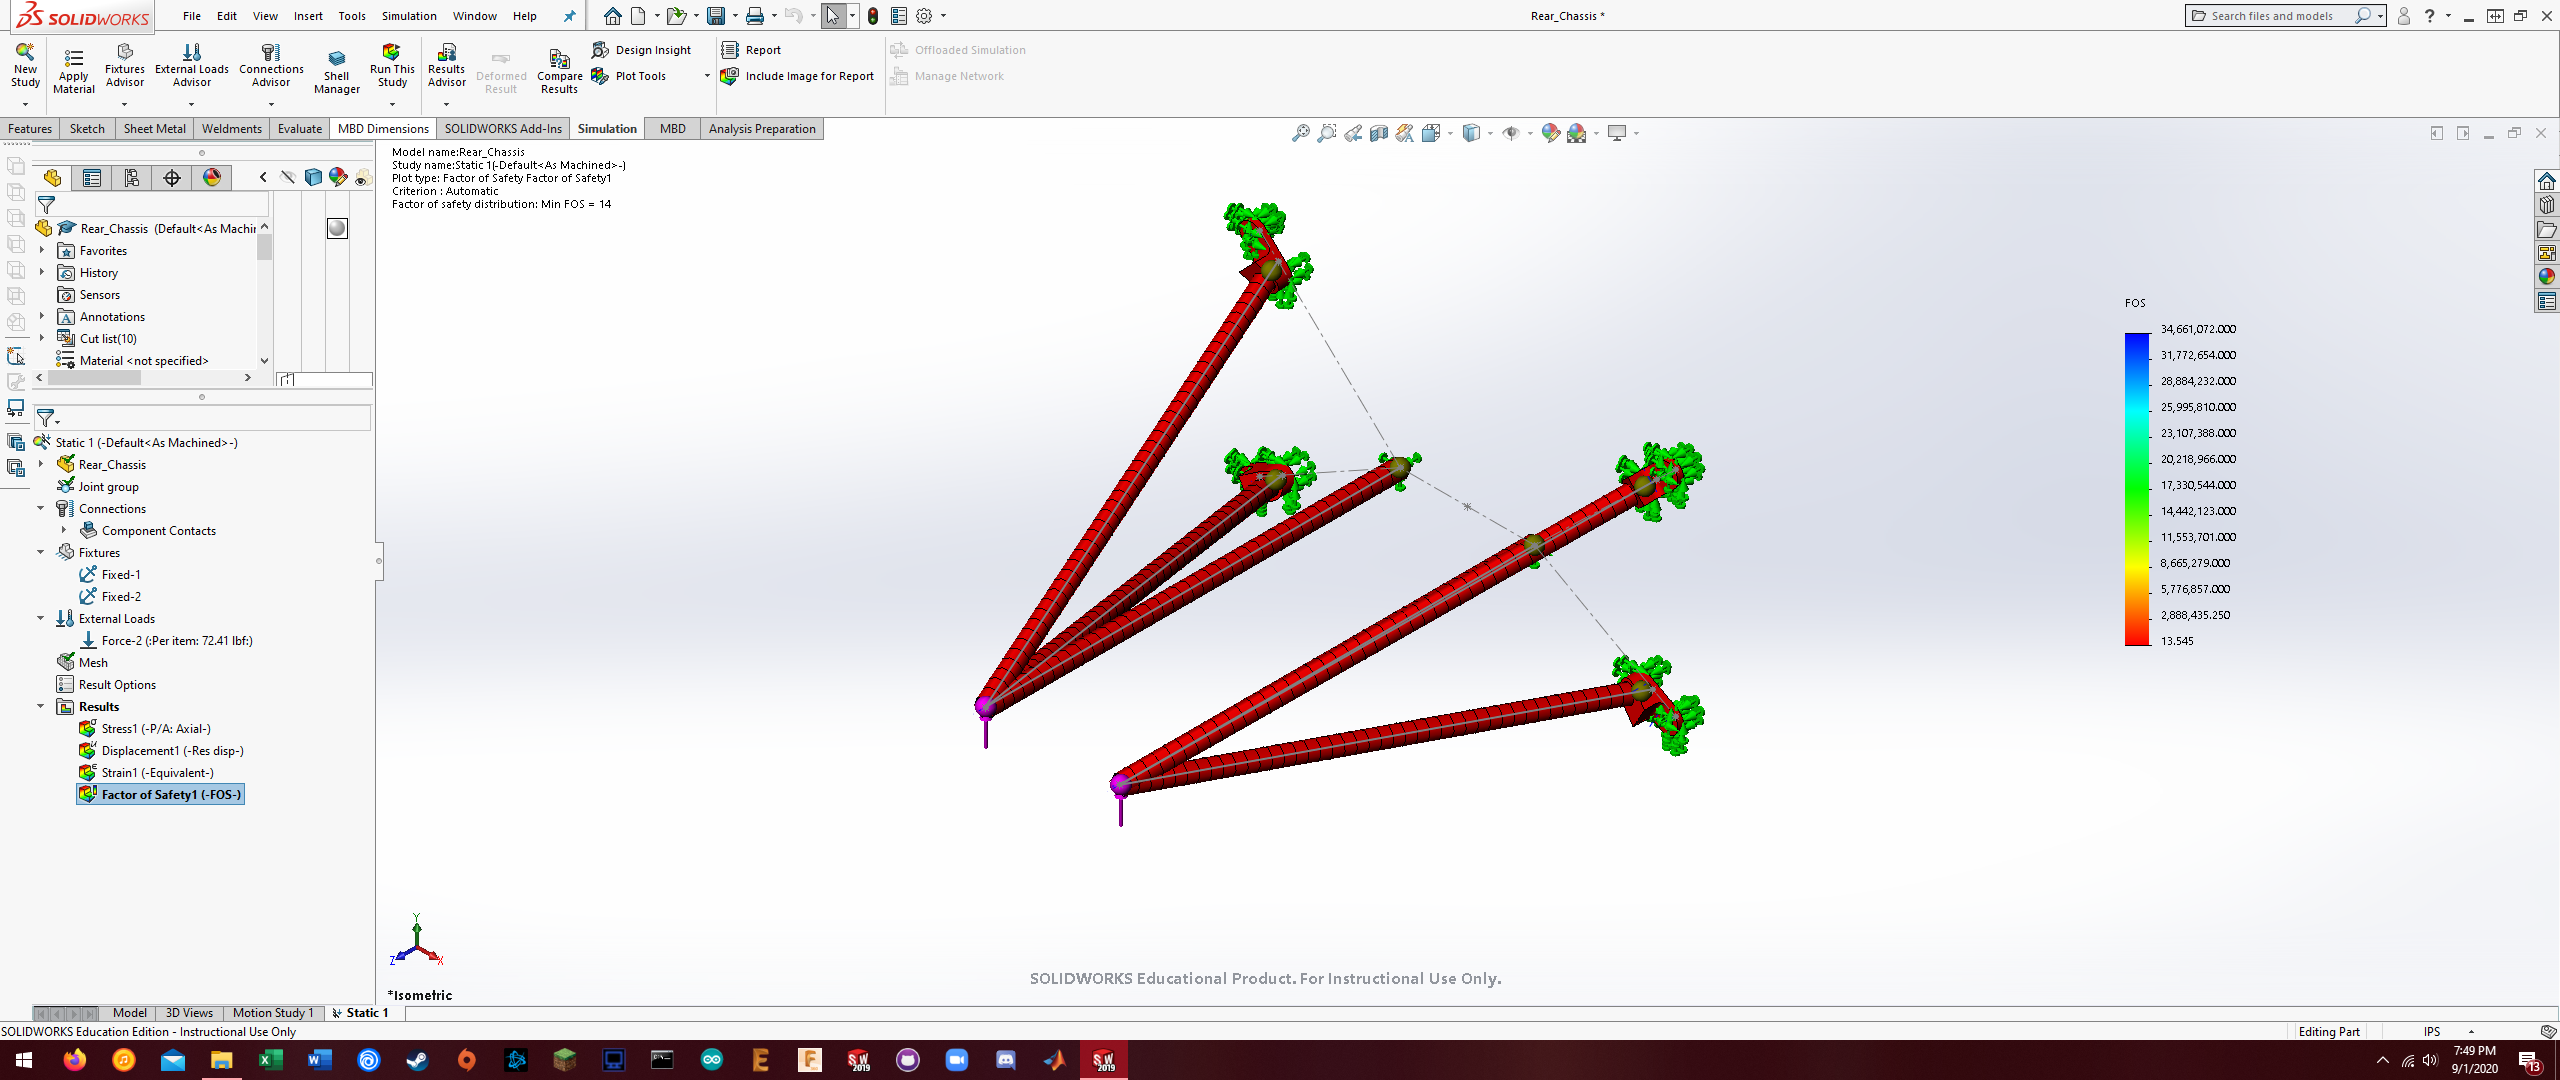 SOLIDWORKS
File Edit View Insert Tools Simulation Window Help
Rear_Chassis *
Search files and models
New Study
Apply Material
Fixtures Advisor
External Loads Advisor
Connections Advisor
Shell Manager
Run This Study
Results Advisor
Deformed Result
Compare Results
Design Insight
Plot Tools
Report
Include Image for Report
Offloaded Simulation
Manage Network
Features Sketch Sheet Metal Weldments Evaluate MBD Dimensions SOLIDWORKS Add-Ins Simulation MBD Analysis Preparation
Model name:Rear_Chassis
Study name:Static 1(-Default<As Machined>-)
Plot type: Factor of Safety Factor of Safety1
Criterion : Automatic
Factor of safety distribution: Min FOS = 14
Rear_Chassis (Default<As Machir
Favorites
History
Sensors
Annotations
Cut list(10)
Material <not specified>
Static 1 (-Default<As Machined>-)
Rear_Chassis
Joint group
Connections
Component Contacts
Fixtures
Fixed-1
Fixed-2
External Loads
Force-2 (:Per item: 72.41 lbf:)
Mesh
Result Options
Results
Stress1 (-P/A: Axial-)
Displacement1 (-Res disp-)
Strain1 (-Equivalent-)
Factor of Safety1 (-FOS-)
FOS
34,661,072.000
31,772,654.000
28,884,232.000
25,995,810.000
23,107,388.000
20,218,966.000
17,330,544.000
14,442,123.000
11,553,701.000
8,665,279.000
5,776,857.000
2,888,435.250
13.545
Y
Z
X
*Isometric
SOLIDWORKS Educational Product. For Instructional Use Only.
Model 3D Views Motion Study 1 Static 1
SOLIDWORKS Education Edition - Instructional Use Only
Editing Part
IPS
7:49 PM
9/1/2020
13
SW 2019
SW 2019